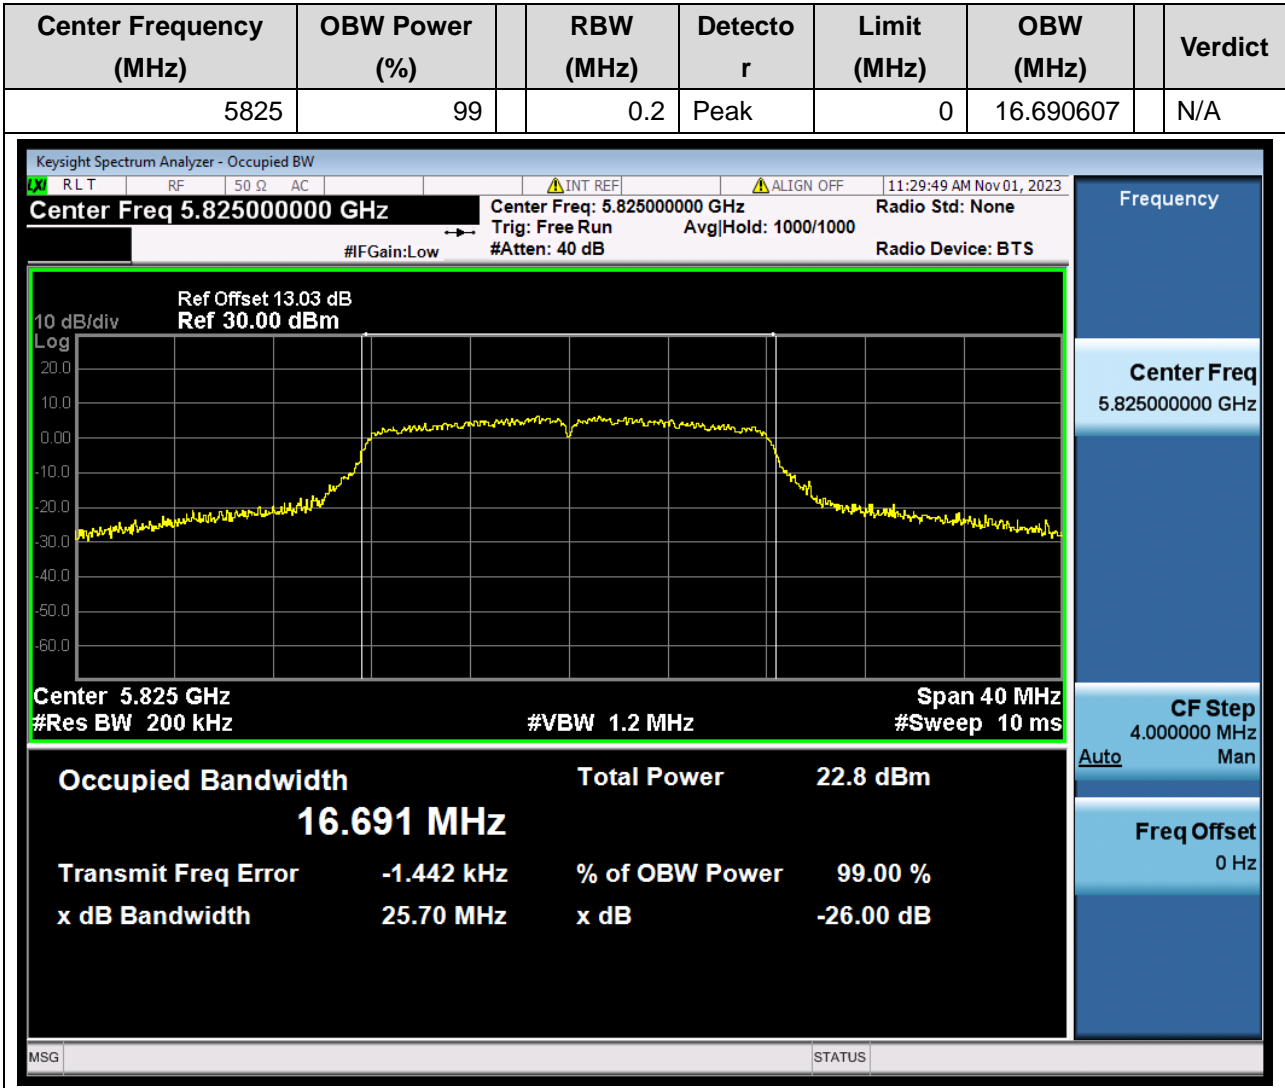 Center Frequency (MHz) OBW Power (%) RBW (MHz) Detecto r Limit (MHz) OBW (MHz) Verdict
5825 99 0.2 Peak 0 16.690607 N/A
Keysight Spectrum Analyzer - Occupied BW
LXI R L T RF 50 Ω AC INT REF ALIGN OFF 11:29:49 AM Nov 01, 2023
Center Freq 5.825000000 GHz Center Freq: 5.825000000 GHz Radio Std: None
Trig: Free Run Avg|Hold: 1000/1000
#IFGain:Low #Atten: 40 dB Radio Device: BTS
Ref Offset 13.03 dB
10 dB/div Ref 30.00 dBm
Log
20.0
10.0
0.00
-10.0
-20.0
-30.0
-40.0
-50.0
-60.0
Center 5.825 GHz Span 40 MHz
#Res BW 200 kHz #VBW 1.2 MHz #Sweep 10 ms
Occupied Bandwidth Total Power 22.8 dBm
16.691 MHz
Transmit Freq Error -1.442 kHz % of OBW Power 99.00 %
x dB Bandwidth 25.70 MHz x dB -26.00 dB
Frequency
Center Freq
5.825000000 GHz
CF Step
4.000000 MHz
Auto Man
Freq Offset
0 Hz
MSG STATUS